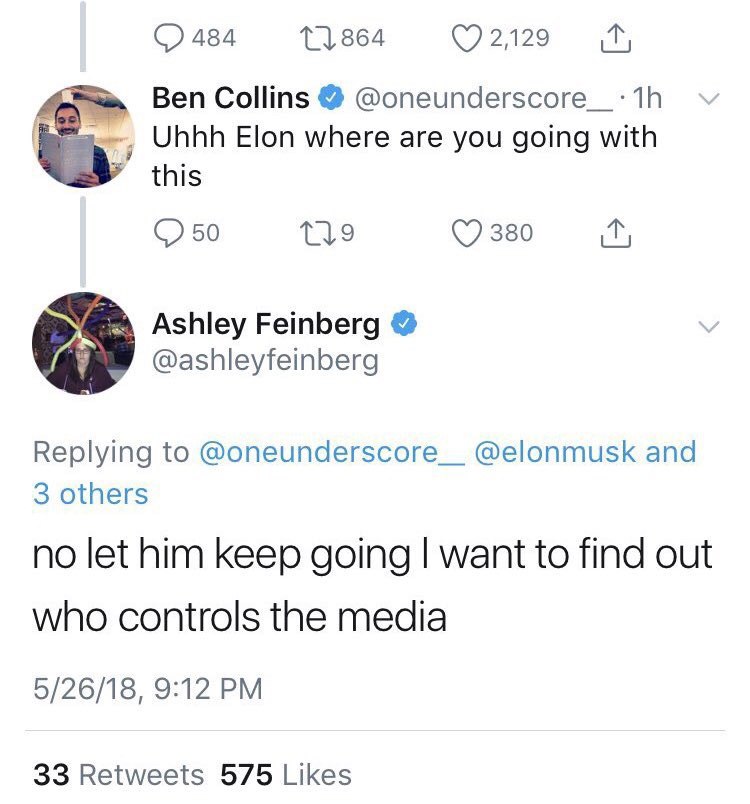 484 864 2,129
Ben Collins @oneunderscore__ · 1h
Uhhh Elon where are you going with
this
50 9 380
Ashley Feinberg
@ashleyfeinberg
Replying to @oneunderscore__ @elonmusk and
3 others
no let him keep going I want to find out
who controls the media
5/26/18, 9:12 PM
33 Retweets 575 Likes